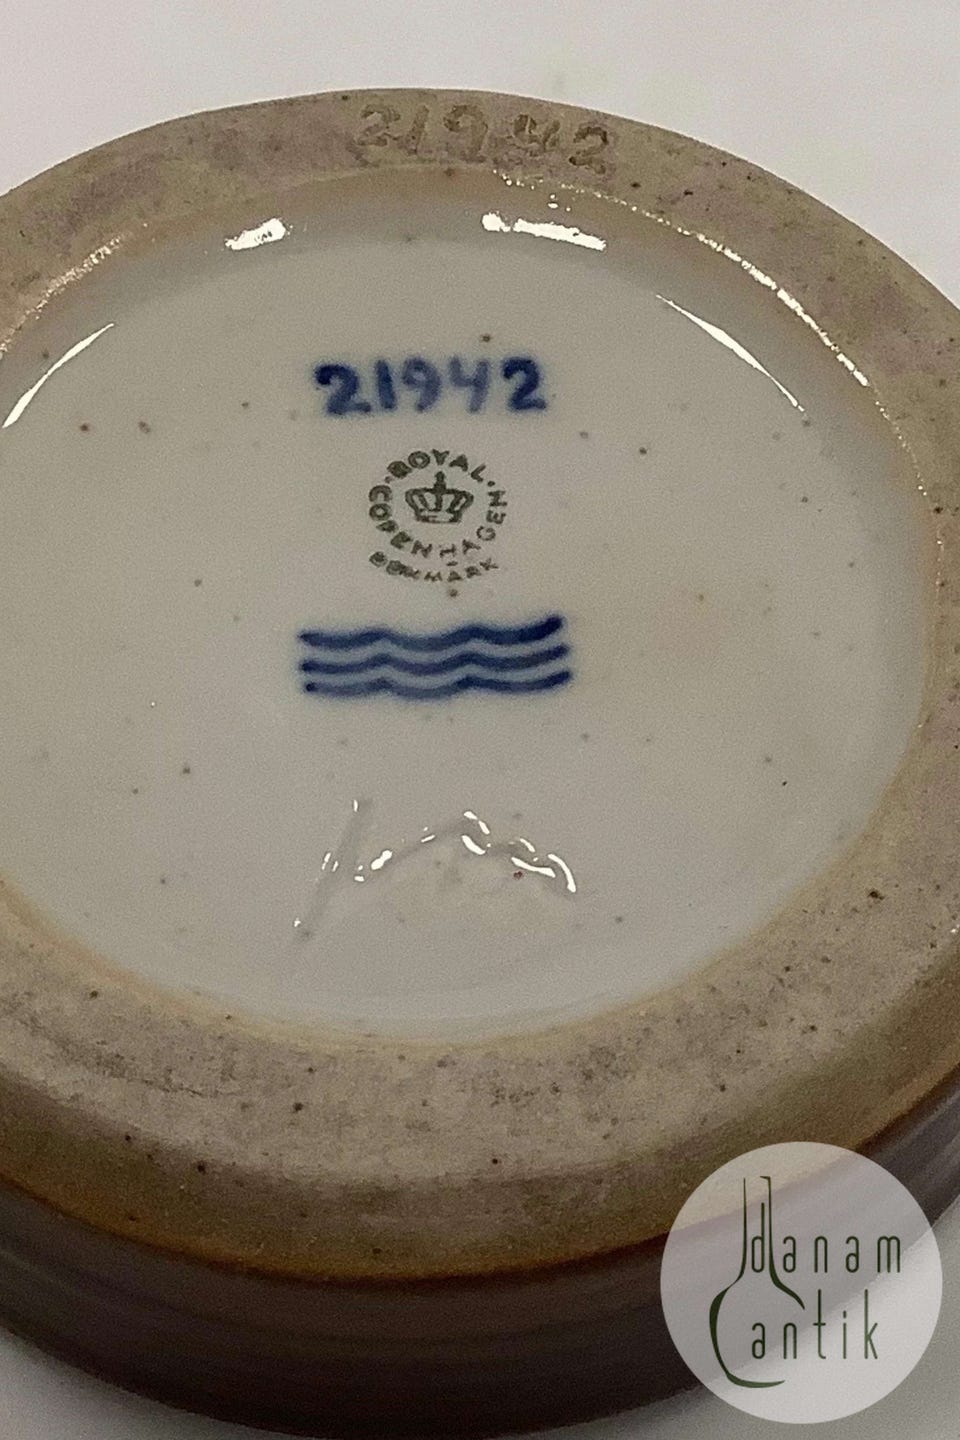 21942
21942
ROYAL
COPENHAGEN
DENMARK
danam
antik